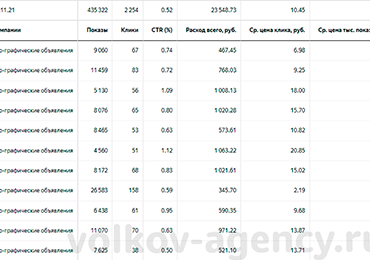 11.21 435 322 2 254 0.52 23 548.73 10.45
мпании Показы Клики CTR (%) Расход всего, руб. Ср. цена клика, руб. Ср. цена тыс. показ
о-графические объявления 9 060 67 0.74 467.45 6.98
о-графические объявления 11 459 83 0.72 768.03 9.25
о-графические объявления 5 130 56 1.09 1 008.13 18.00
о-графические объявления 8 076 65 0.80 1 020.28 15.70
о-графические объявления 8 465 53 0.63 573.61 10.82
о-графические объявления 4 560 51 1.12 1 063.22 20.85
о-графические объявления 8 172 68 0.83 1 021.61 15.02
о-графические объявления 26 583 158 0.59 345.70 2.19
о-графические объявления 6 438 61 0.95 590.35 9.68
о-графические объявления 11 070 70 0.63 971.22 13.87
о-графические объявления 7 625 38 0.50 521.10 13.71
volkov-agency.ru